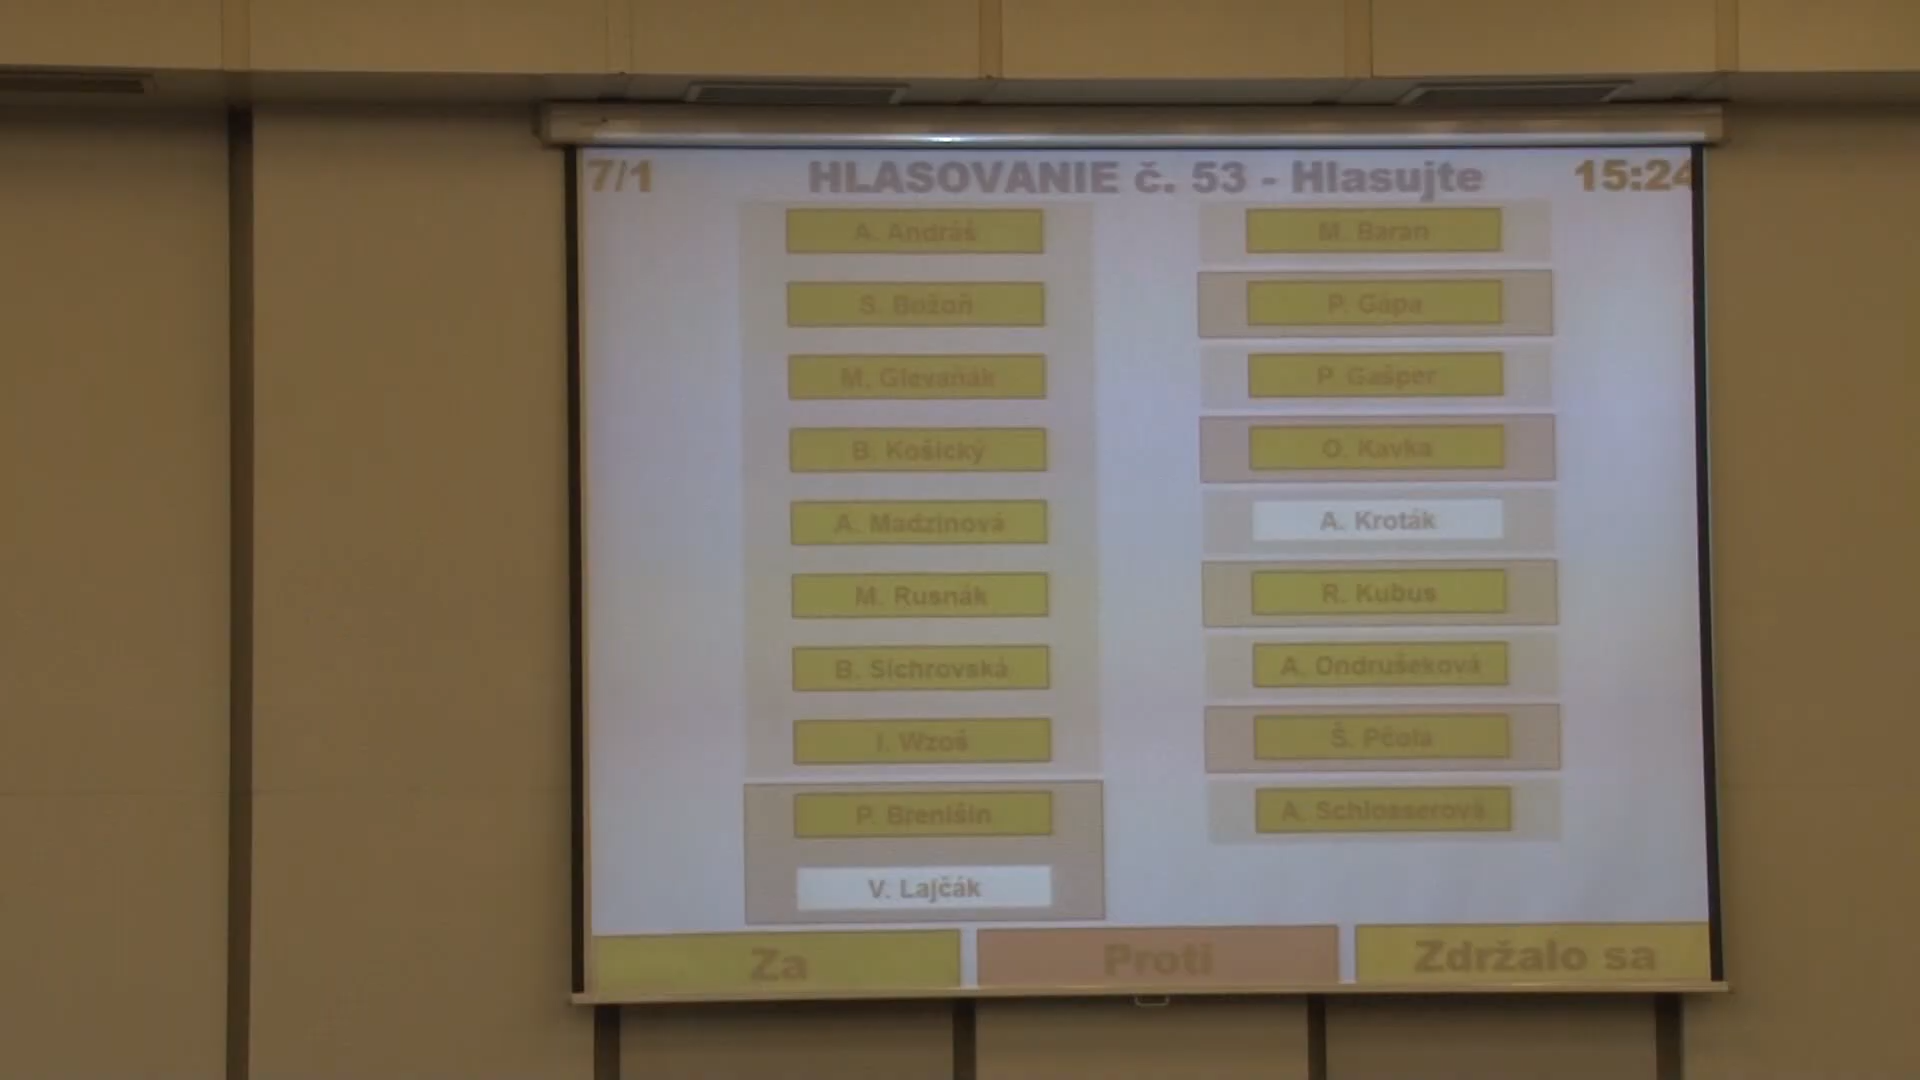 7/1 HLASOVANIE č. 53 - Hlasujte 15:24
A. Andráš
S. Božoň
M. Glevaňák
B. Košický
A. Madzinová
M. Rusnák
B. Sichrovská
I. Wzoš
P. Brenišin
V. Lajčák
M. Baran
P. Gápa
P. Gašper
O. Kavka
A. Kroták
R. Kubus
A. Ondrušeková
Š. Pčola
A. Schlosserová
Za
Proti
Zdržalo sa